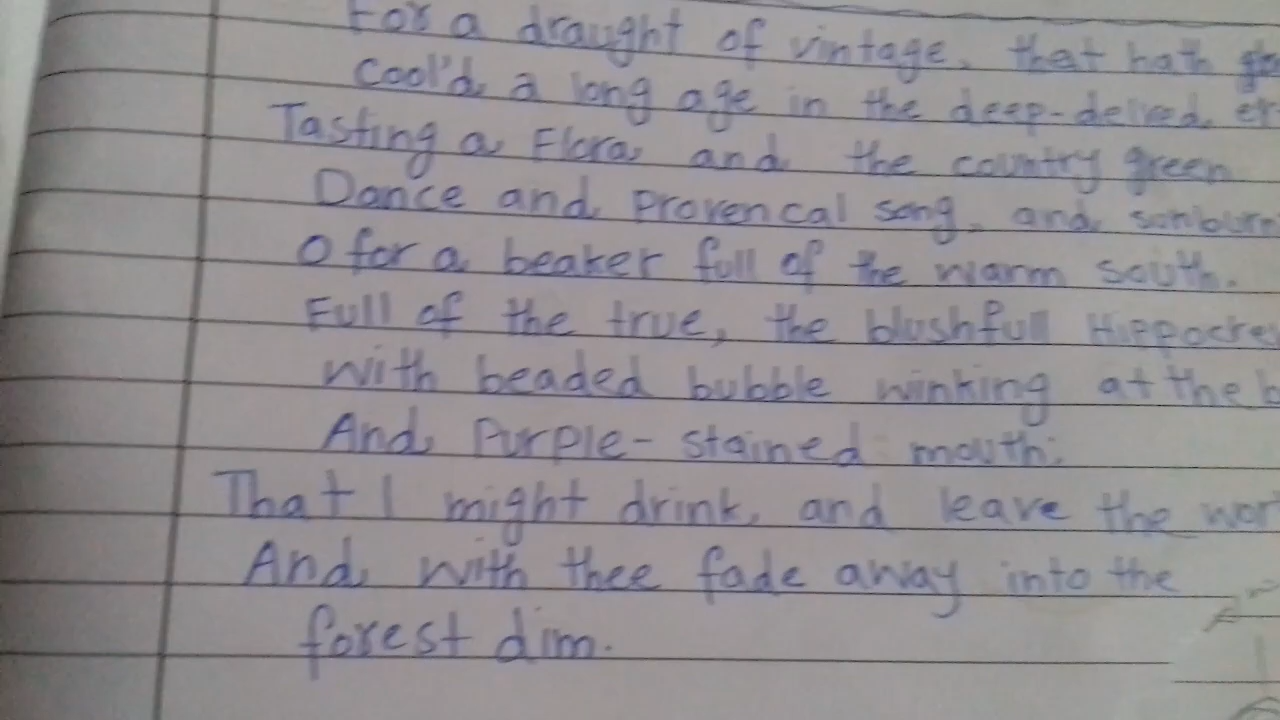 For a draught of vintage, that hath
Cool'd a long age in the deep-delved
Tasting a Flora and the country green
Dance and provencal song, and sunburn
O for a beaker full of the warm south.
Full of the true, the blushfull Hippocre
with beaded bubble winking at the b
And Purple-stained mouth:
That I might drink, and leave the wor
And with thee fade away into the
forest dim.